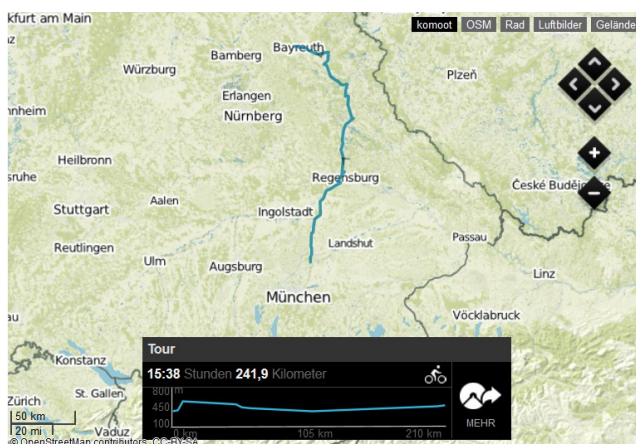 kfurt am Main
komoot OSM Rad Luftbilder Gelände
nz
Bayreuth
Bamberg
Würzburg
Plzeň
Erlangen
nnheim
Nürnberg
Heilbronn
sruhe
Regensburg
České Budějo
Aalen
Stuttgart
Ingolstadt
Passau
Reutlingen
Landshut
Ulm
Augsburg
Linz
München
au
Vöcklabruck
Tour
Konstanz
15:38 Stunden 241,9 Kilometer
St. Gallen
800 m
450
100
0 km 105 km 210 km
MEHR
Zürich
50 km
20 mi
Vaduz
© OpenStreetMap contributors, CC-BY-SA